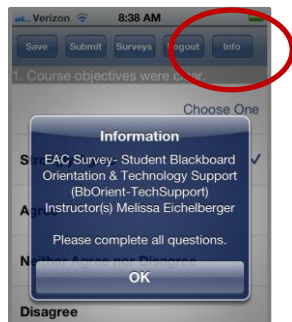 Verizon 8:38 AM
Save Submit Surveys Logout Info
1. Course objectives were clear.
Choose One
Information
EAC Survey- Student Blackboard
Orientation & Technology Support
(BbOrient-TechSupport)
Instructor(s) Melissa Eichelberger
Please complete all questions.
OK
Neither Agree nor Disagree
Disagree